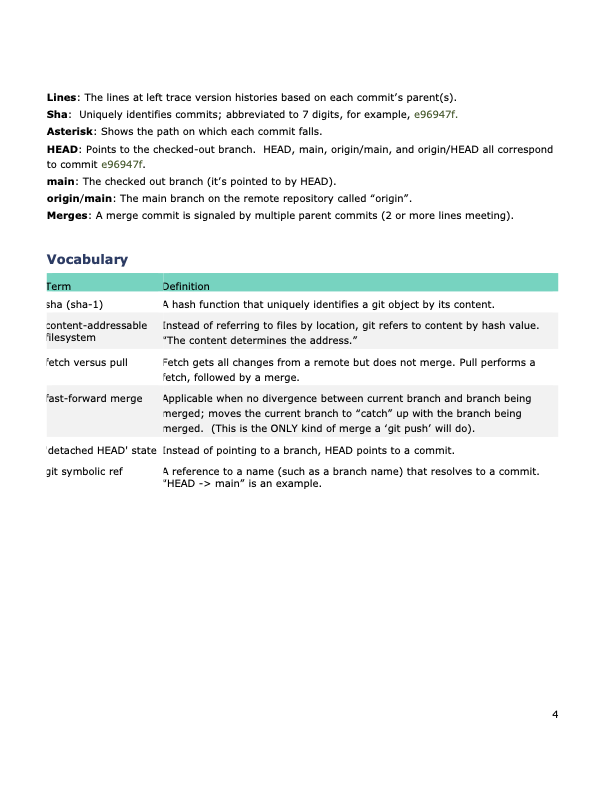 Lines: The lines at left trace version histories based on each commit’s parent(s).
Sha:  Uniquely identifies commits; abbreviated to 7 digits, for example, e96947f.
Asterisk: Shows the path on which each commit falls.
HEAD: Points to the checked-out branch.  HEAD, main, origin/main, and origin/HEAD all correspond
to commit e96947f.
main: The checked out branch (it’s pointed to by HEAD).
origin/main: The main branch on the remote repository called “origin”.
Merges: A merge commit is signaled by multiple parent commits (2 or more lines meeting).
Vocabulary
Term Definition
sha (sha-1) A hash function that uniquely identifies a git object by its content.
content-addressable Instead of referring to files by location, git refers to content by hash value.
filesystem “The content determines the address.”
fetch versus pull Fetch gets all changes from a remote but does not merge. Pull performs a
fetch, followed by a merge.
fast-forward merge Applicable when no divergence between current branch and branch being
merged; moves the current branch to “catch” up with the branch being
merged.  (This is the ONLY kind of merge a ‘git push’ will do).
'detached HEAD' state Instead of pointing to a branch, HEAD points to a commit.
git symbolic ref A reference to a name (such as a branch name) that resolves to a commit.
“HEAD -> main” is an example.
4